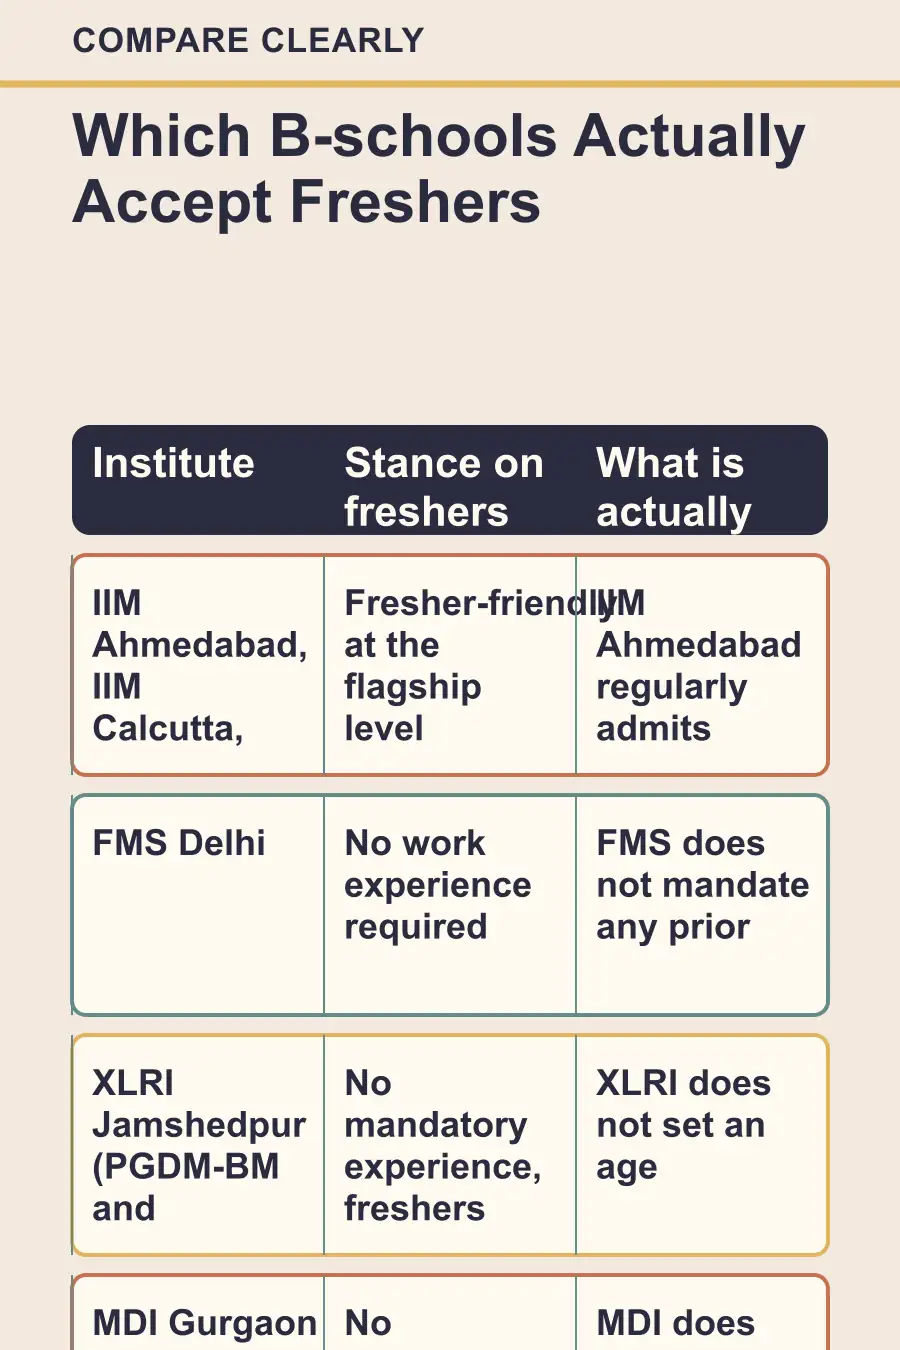 COMPARE CLEARLY
Which B-schools Actually
Accept Freshers
Institute
Stance on
freshers
What is
actually
IIM
Ahmedabad,
IIM
Calcutta,
Fresher-friendly
at the
flagship
level
IIM
Ahmedabad
regularly
admits
FMS Delhi
No work
experience
required
FMS does
not mandate
any prior
XLRI
Jamshedpur
(PGDM-BM
and
No
mandatory
experience,
freshers
XLRI does
not set an
age
MDI Gurgaon
No
MDI does